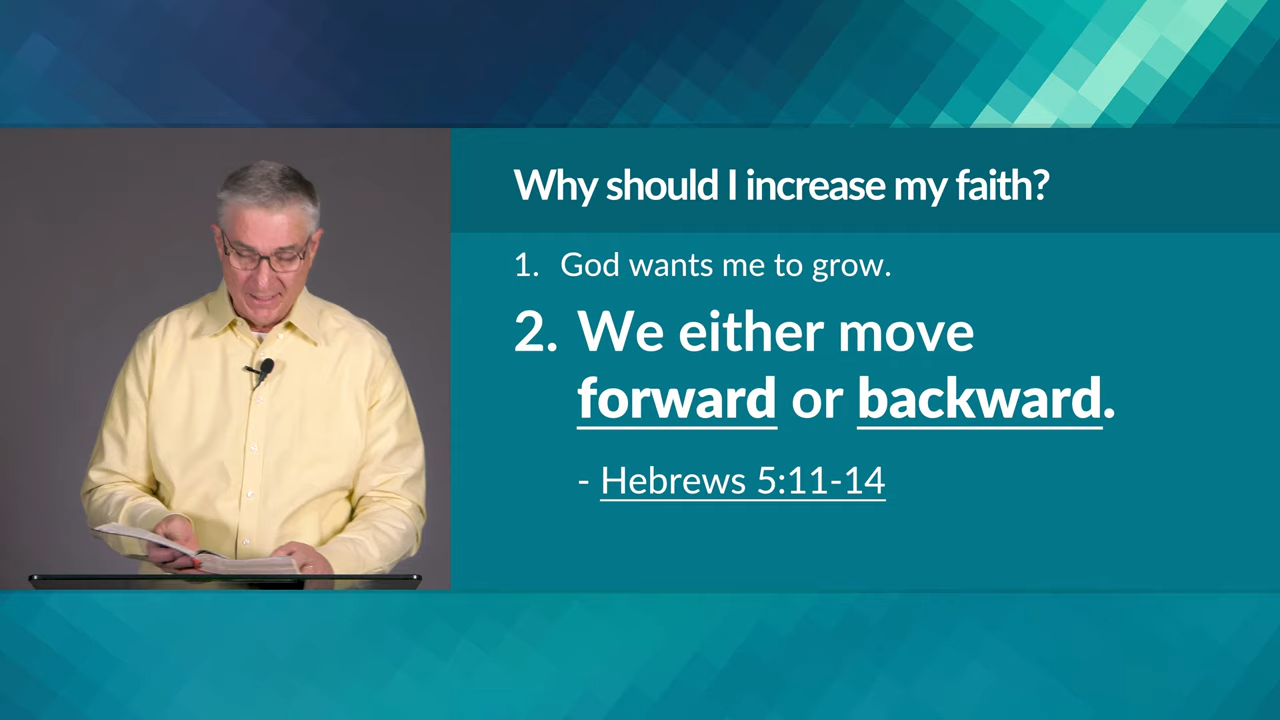 Why should I increase my faith?
1. God wants me to grow.
2. We either move
forward or backward.
- Hebrews 5:11-14